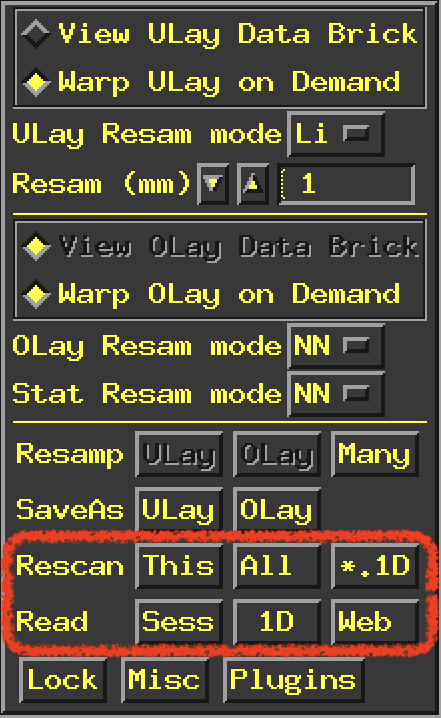 View ULay Data Brick
Warp ULay on Demand
ULay Resam mode Li
Resam (mm) 1
View OLay Data Brick
Warp OLay on Demand
OLay Resam mode NN
Stat Resam mode NN
Resamp ULay OLay Many
SaveAs ULay OLay
Rescan This All *.1D
Read Sess 1D Web
Lock Misc Plugins